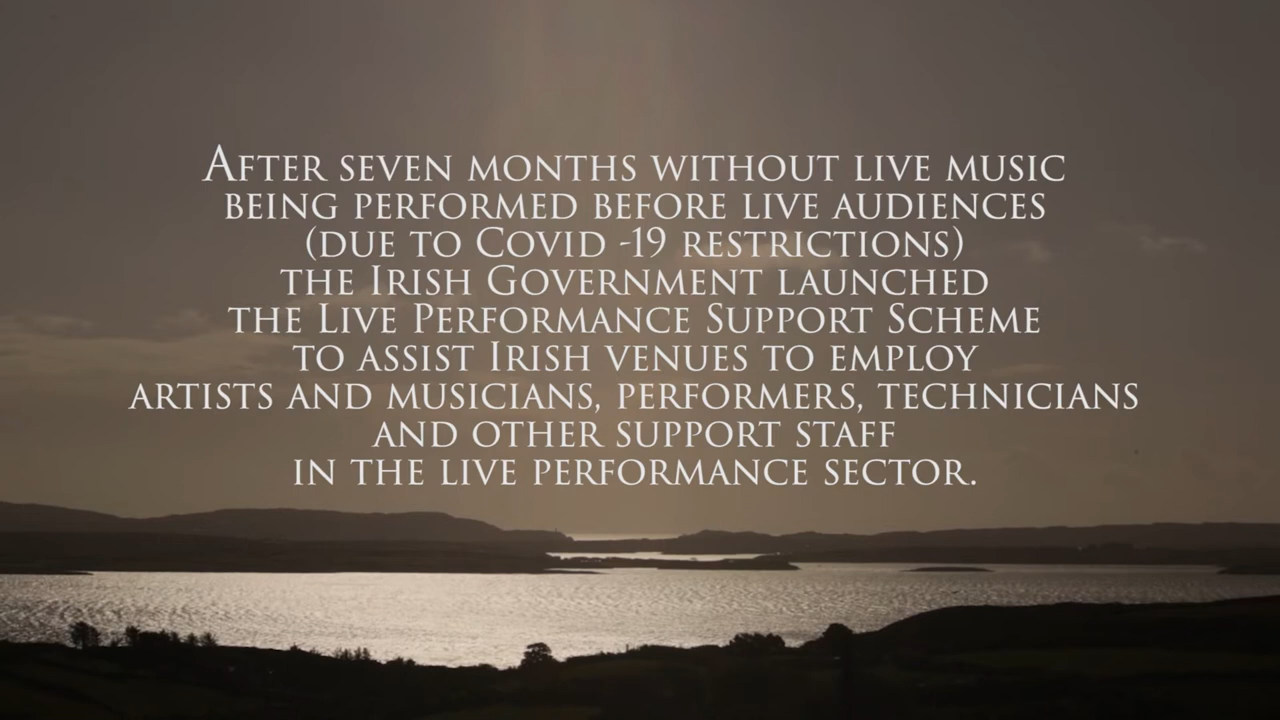 After seven months without live music
being performed before live audiences
(due to Covid -19 restrictions)
the Irish Government launched
the Live Performance Support Scheme
to assist Irish venues to employ
artists and musicians, performers, technicians
and other support staff
in the live performance sector.